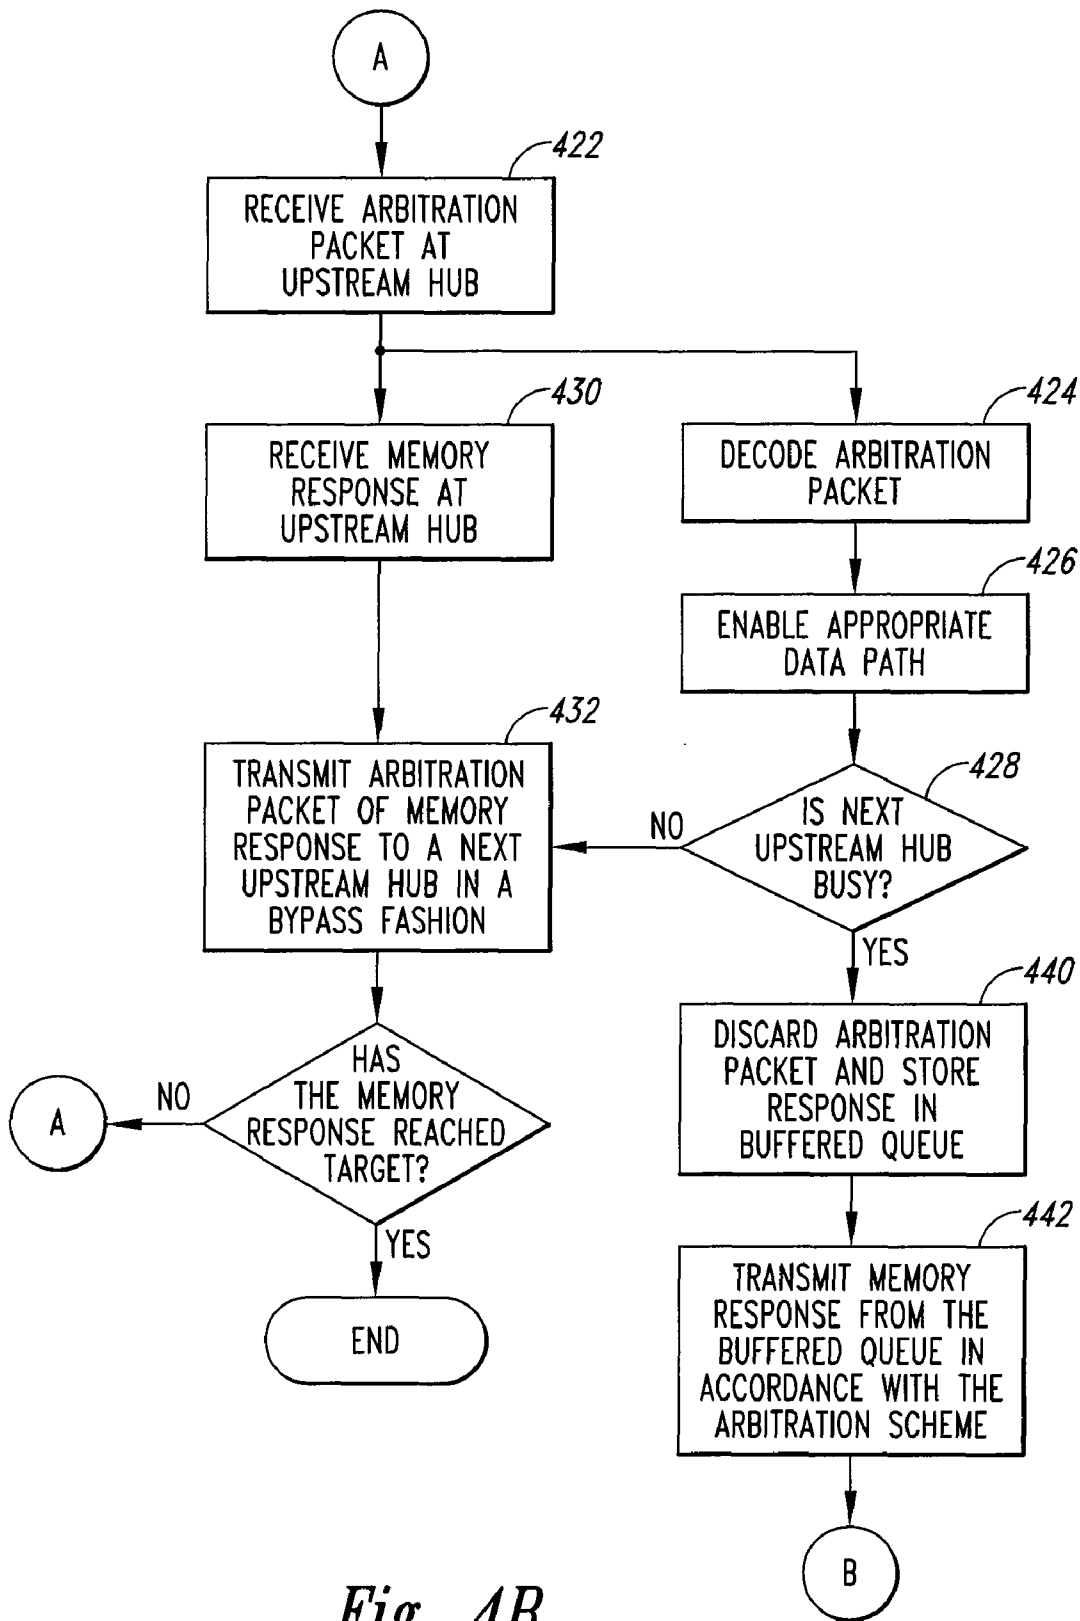 A
422
RECEIVE ARBITRATION
PACKET AT
UPSTREAM HUB
430
RECEIVE MEMORY
RESPONSE AT
UPSTREAM HUB
424
DECODE ARBITRATION
PACKET
426
ENABLE APPROPRIATE
DATA PATH
432
TRANSMIT ARBITRATION
PACKET OF MEMORY
RESPONSE TO A NEXT
UPSTREAM HUB IN A
BYPASS FASHION
428
IS NEXT
UPSTREAM HUB
BUSY?
NO
YES
HAS
THE MEMORY
RESPONSE REACHED
TARGET?
NO
A
YES
END
440
DISCARD ARBITRATION
PACKET AND STORE
RESPONSE IN
BUFFERED QUEUE
442
TRANSMIT MEMORY
RESPONSE FROM THE
BUFFERED QUEUE IN
ACCORDANCE WITH THE
ARBITRATION SCHEME
B
Fig. 4B